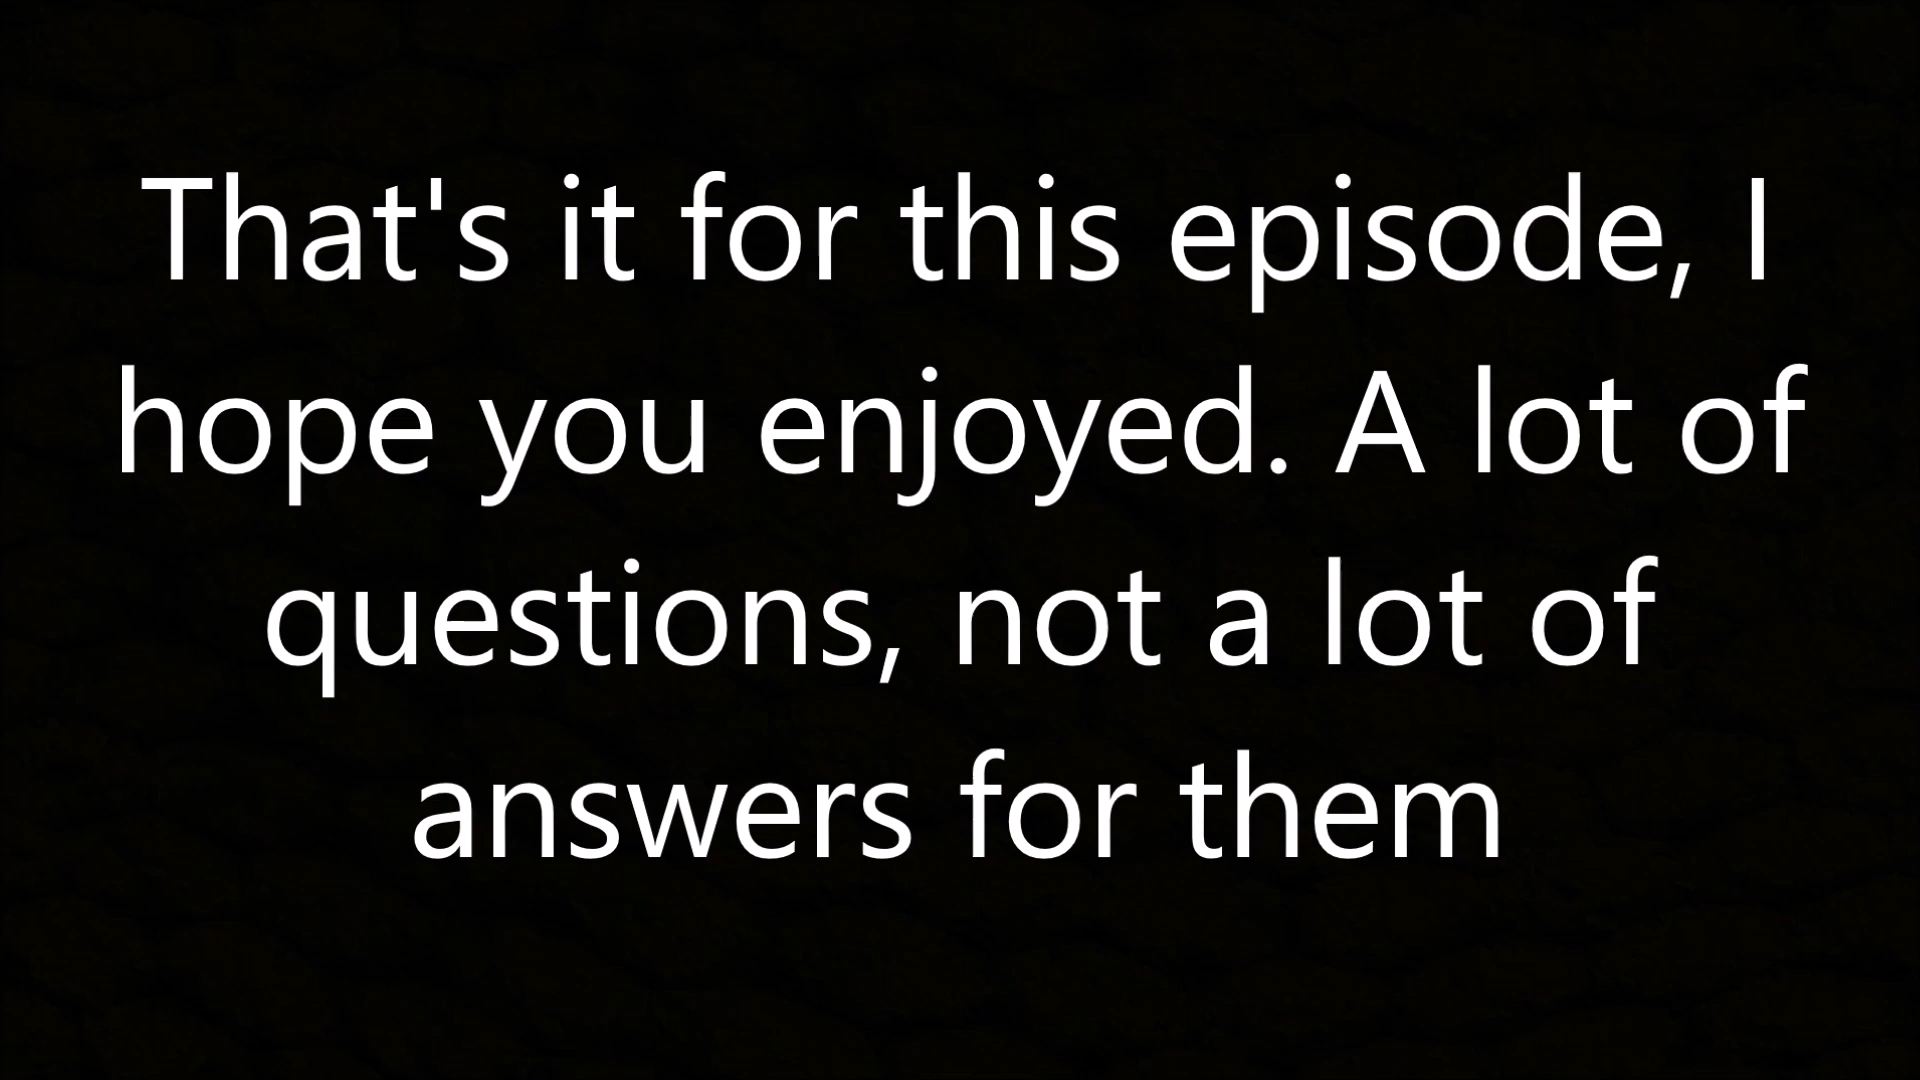 That's it for this episode, I
hope you enjoyed. A lot of
questions, not a lot of
answers for them